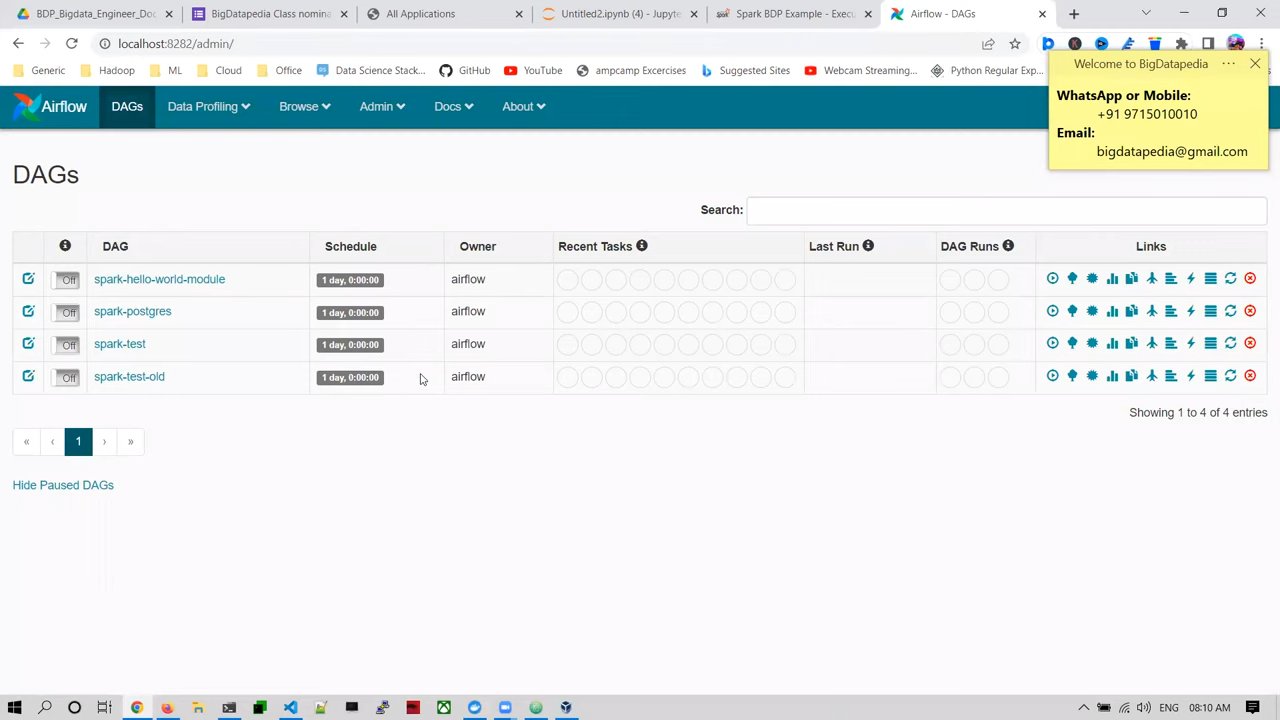 BDP_Bigdata_Engineer_Doc
BigDatapedia Class nomina
All Applications
Untitled2.ipynb (4) - Jupyte
Spark BDP Example - Execu
Airflow - DAGs
localhost:8282/admin/
Generic
Hadoop
ML
Cloud
Office
Data Science Stack...
GitHub
YouTube
ampcamp Excercises
Suggested Sites
Webcam Streaming...
Python Regular Exp...
Welcome to BigDatapedia
WhatsApp or Mobile:
+91 9715010010
Email:
bigdatapedia@gmail.com
Airflow
DAGs
Data Profiling
Browse
Admin
Docs
About
DAGs
Search:
DAG
Schedule
Owner
Recent Tasks
Last Run
DAG Runs
Links
Off
spark-hello-world-module
1 day, 0:00:00
airflow
Off
spark-postgres
1 day, 0:00:00
airflow
Off
spark-test
1 day, 0:00:00
airflow
Off
spark-test-old
1 day, 0:00:00
airflow
Showing 1 to 4 of 4 entries
« ‹ 1 › »
Hide Paused DAGs
ENG
08:10 AM